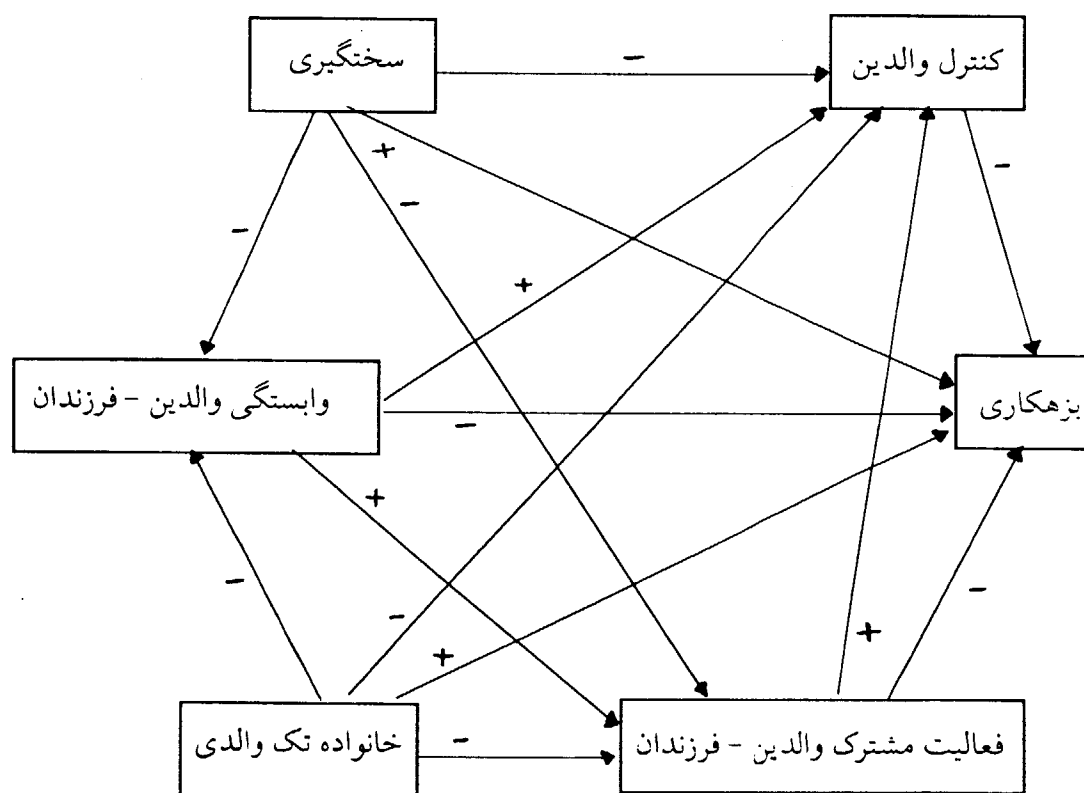 سختگیری
کنترل والدین
-
+
-
-
-
+
وابستگی والدین - فرزندان
-
بزهکاری
+
-
-
-
+
+
خانواده تک والدی
-
فعالیت مشترک والدین - فرزندان